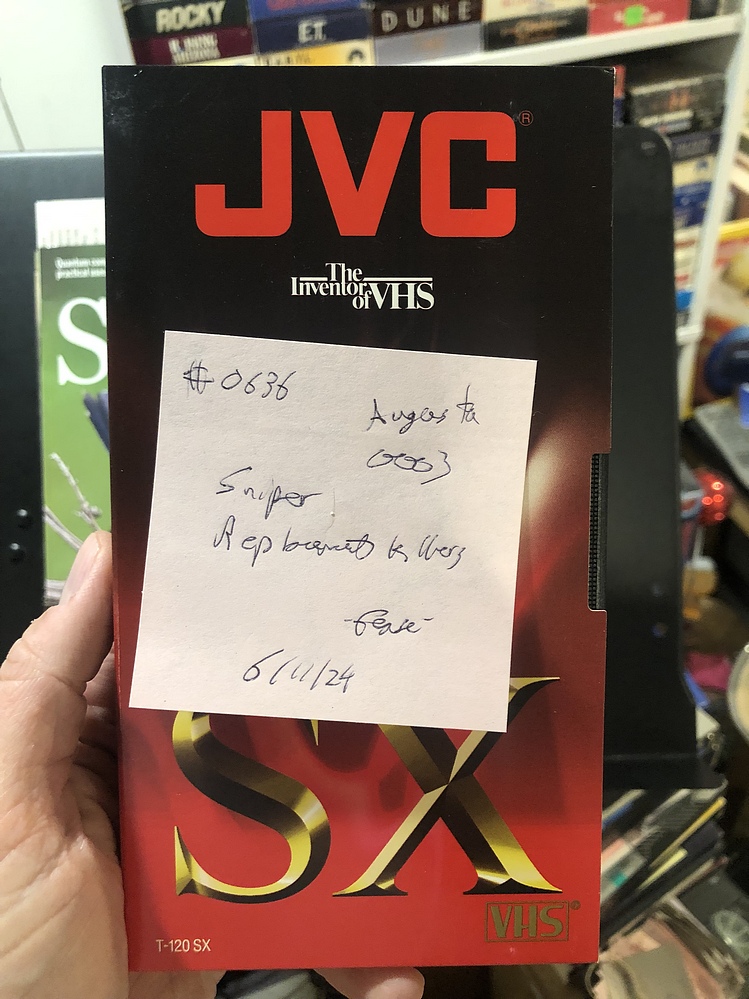 ROCKY
E.T.
DUNE
JVC®
The
Inventor
of VHS
S
# 0636
Augusta
0003
Sniper
Replacement Killers
6/11/24
SX
VHS
T-120 SX